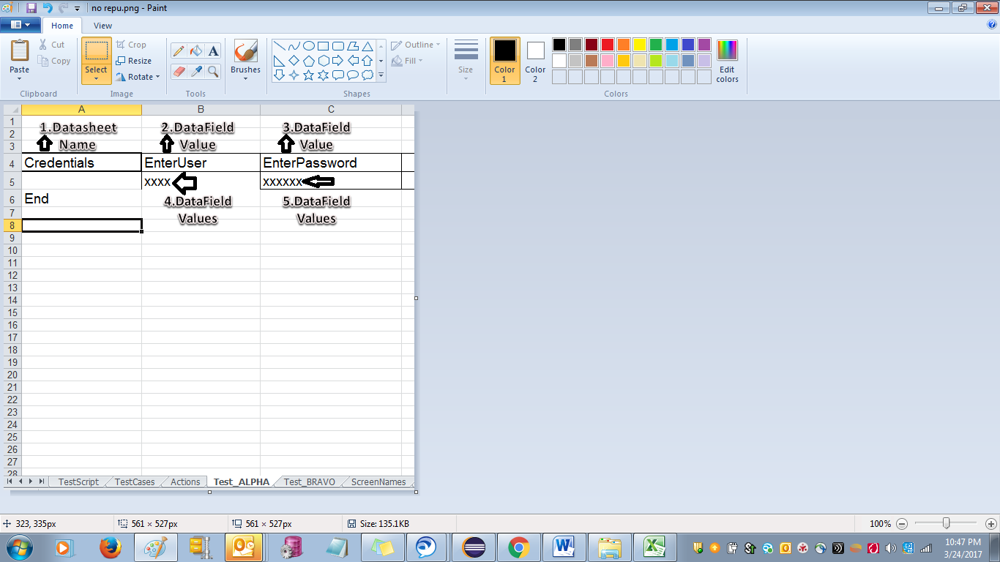 no repu.png - Paint
Home View
Paste
Cut
Copy
Clipboard
Select
Crop
Resize
Rotate
Image
A
Tools
Brushes
Outline
Fill
Shapes
Size
Color 1
Color 2
Edit colors
Colors
A B C
1
2
3
1.Datasheet Name
2.DataField Value
3.DataField Value
4 Credentials EnterUser EnterPassword
5 xxxx xxxxxx
6 End
4.DataField Values
5.DataField Values
7
8
9
10
11
12
13
14
15
16
17
18
19
20
21
22
23
24
25
26
27
28
TestScript TestCases Actions Test_ALPHA Test_BRAVO ScreenNames
323, 335px 561 × 527px 561 × 527px Size: 135.1KB 100%
10:47 PM
3/24/2017